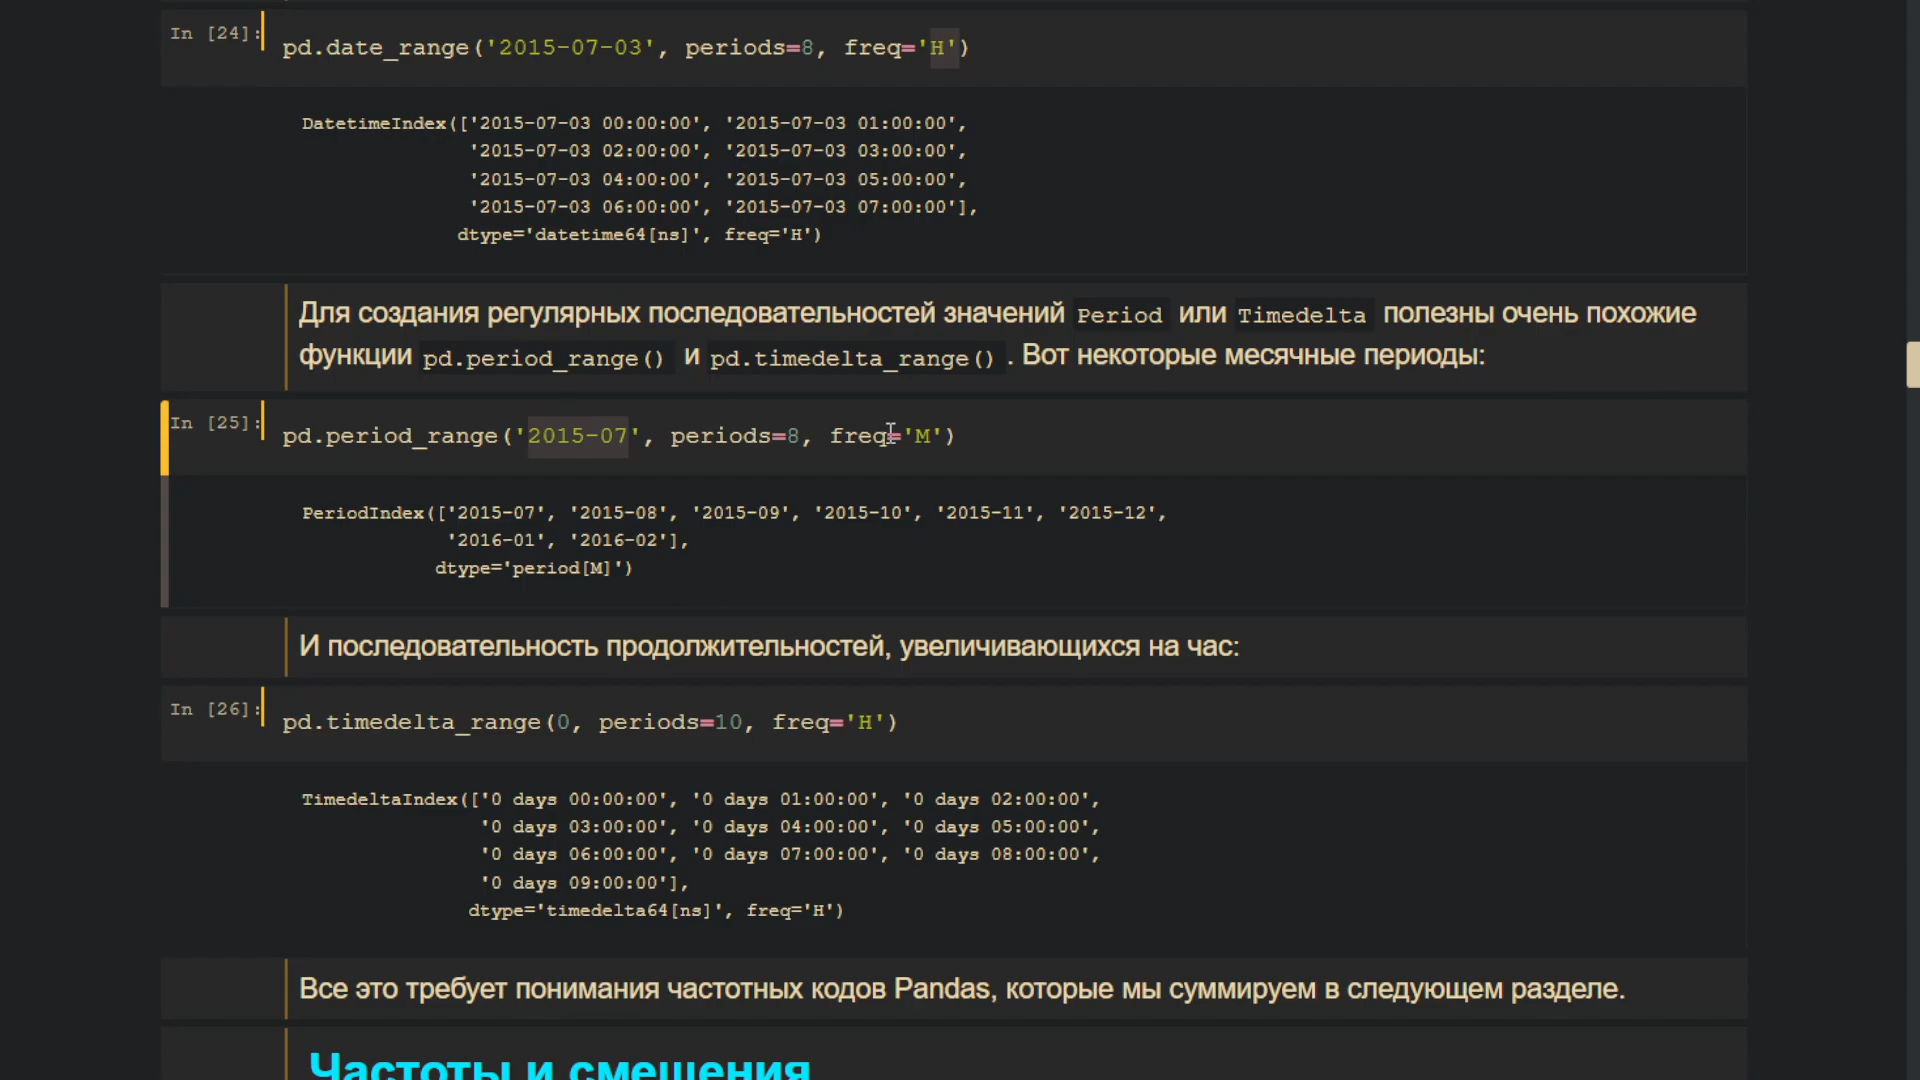 In [24]:
pd.date_range('2015-07-03', periods=8, freq='H')
DatetimeIndex(['2015-07-03 00:00:00', '2015-07-03 01:00:00',
'2015-07-03 02:00:00', '2015-07-03 03:00:00',
'2015-07-03 04:00:00', '2015-07-03 05:00:00',
'2015-07-03 06:00:00', '2015-07-03 07:00:00'],
dtype='datetime64[ns]', freq='H')
Для создания регулярных последовательностей значений Period или Timedelta полезны очень похожие
функции pd.period_range() и pd.timedelta_range() . Вот некоторые месячные периоды:
In [25]:
pd.period_range('2015-07', periods=8, freq='M')
PeriodIndex(['2015-07', '2015-08', '2015-09', '2015-10', '2015-11', '2015-12',
'2016-01', '2016-02'],
dtype='period[M]')
И последовательность продолжительностей, увеличивающихся на час:
In [26]:
pd.timedelta_range(0, periods=10, freq='H')
TimedeltaIndex(['0 days 00:00:00', '0 days 01:00:00', '0 days 02:00:00',
'0 days 03:00:00', '0 days 04:00:00', '0 days 05:00:00',
'0 days 06:00:00', '0 days 07:00:00', '0 days 08:00:00',
'0 days 09:00:00'],
dtype='timedelta64[ns]', freq='H')
Все это требует понимания частотных кодов Pandas, которые мы суммируем в следующем разделе.
Частоты и смещения